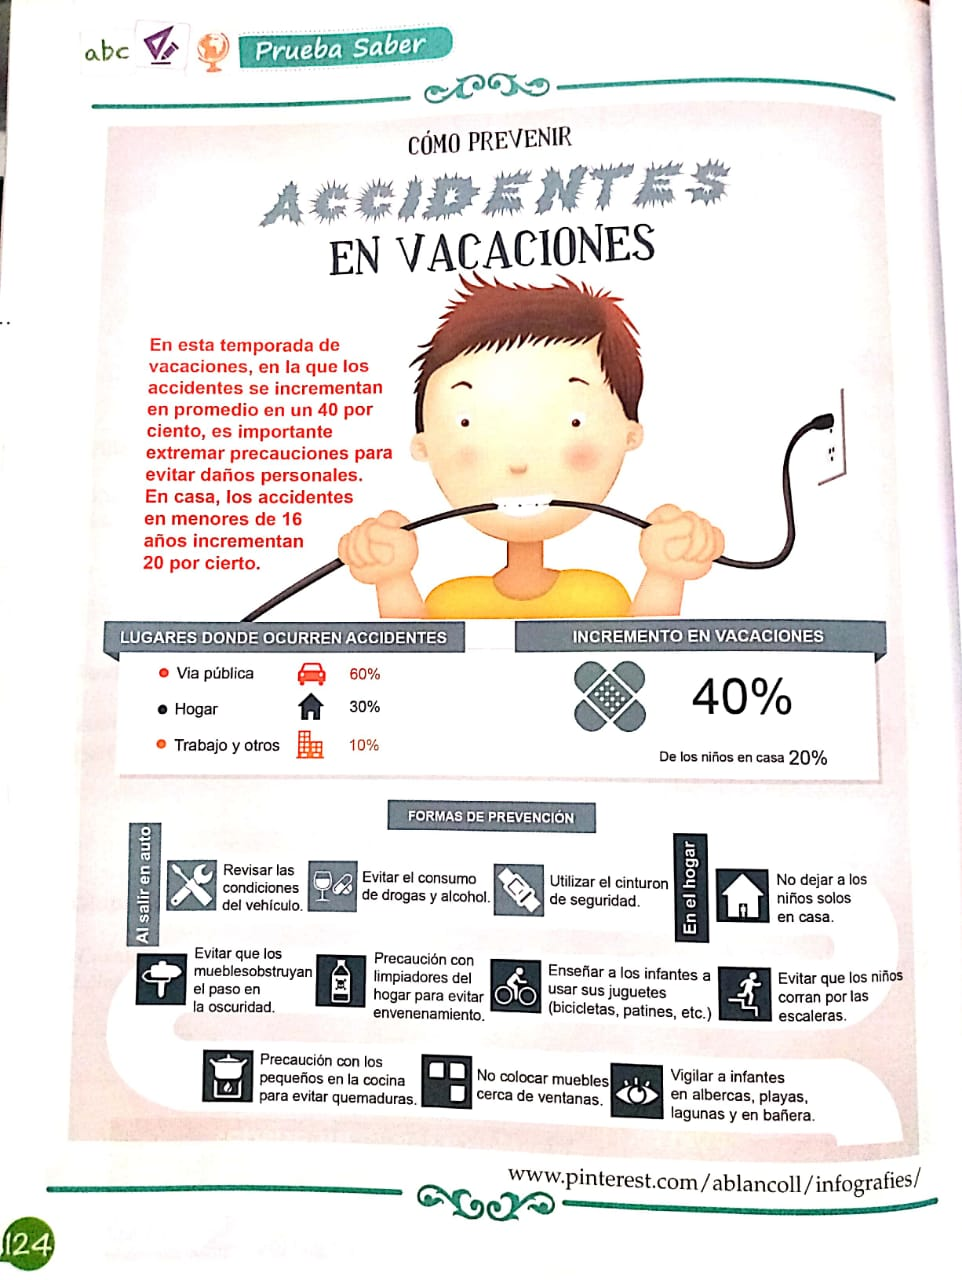 abc
Prueba Saber
CÓMO PREVENIR
ACCIDENTES
EN VACACIONES
En esta temporada de
vacaciones, en la que los
accidentes se incrementan
en promedio en un 40 por
ciento, es importante
extremar precauciones para
evitar daños personales.
En casa, los accidentes
en menores de 16
años incrementan
20 por cierto.
LUGARES DONDE OCURREN ACCIDENTES
Via pública 60%
Hogar 30%
Trabajo y otros 10%
INCREMENTO EN VACACIONES
40%
De los niños en casa 20%
FORMAS DE PREVENCIÓN
Al salir en auto
Revisar las
condiciones
del vehículo.
Evitar el consumo
de drogas y alcohol.
Utilizar el cinturon
de seguridad.
En el hogar
No dejar a los
niños solos
en casa.
Evitar que los
mueblesobstruyan
el paso en
la oscuridad.
Precaución con
limpiadores del
hogar para evitar
envenenamiento.
Enseñar a los infantes a
usar sus juguetes
(bicicletas, patines, etc.)
Evitar que los niños
corran por las
escaleras.
Precaución con los
pequeños en la cocina
para evitar quemaduras.
No colocar muebles
cerca de ventanas.
Vigilar a infantes
en albercas, playas,
lagunas y en bañera.
www.pinterest.com/ablancoll/infografies/
124